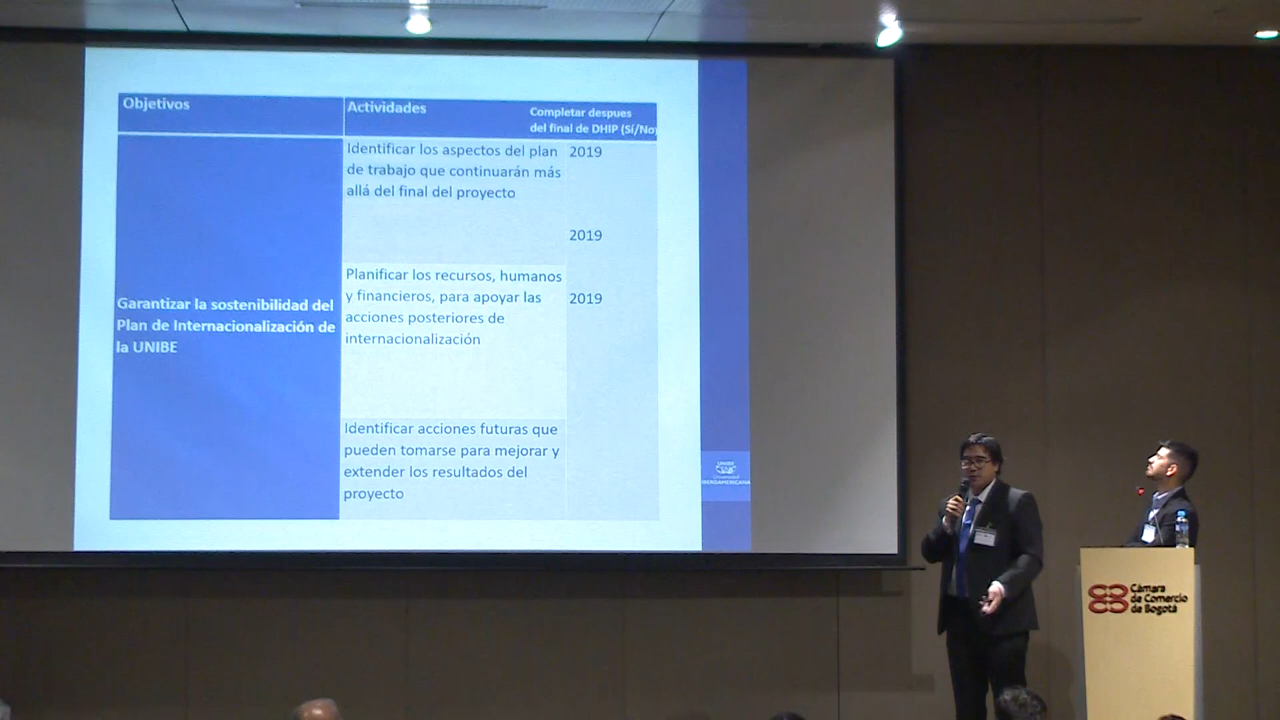 Objetivos
Actividades
Completar despues
del final de DHIP (Sí/No)
Identificar los aspectos del plan
de trabajo que continuarán más
allá del final del proyecto
2019
2019
Garantizar la sostenibilidad del
Plan de Internacionalización de
la UNIBE
Planificar los recursos, humanos
y financieros, para apoyar las
acciones posteriores de
internacionalización
2019
Identificar acciones futuras que
pueden tomarse para mejorar y
extender los resultados del
proyecto
UNIBE
Universidad
IBEROAMERICANA
Cámara
de Comercio
de Bogotá